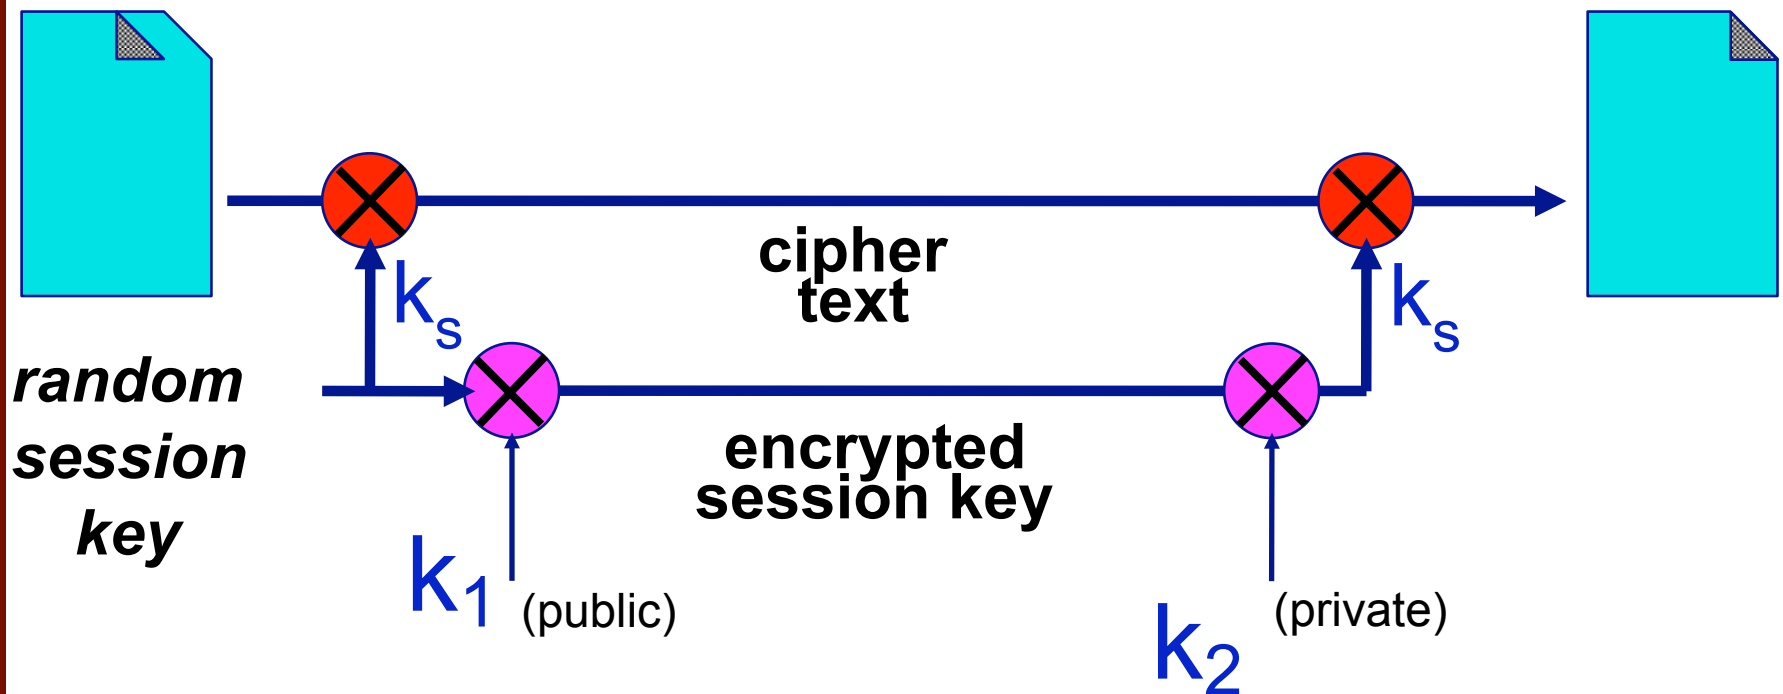 cipher
text
ks
ks
random
session
key
encrypted
session key
k1 (public)
k2 (private)